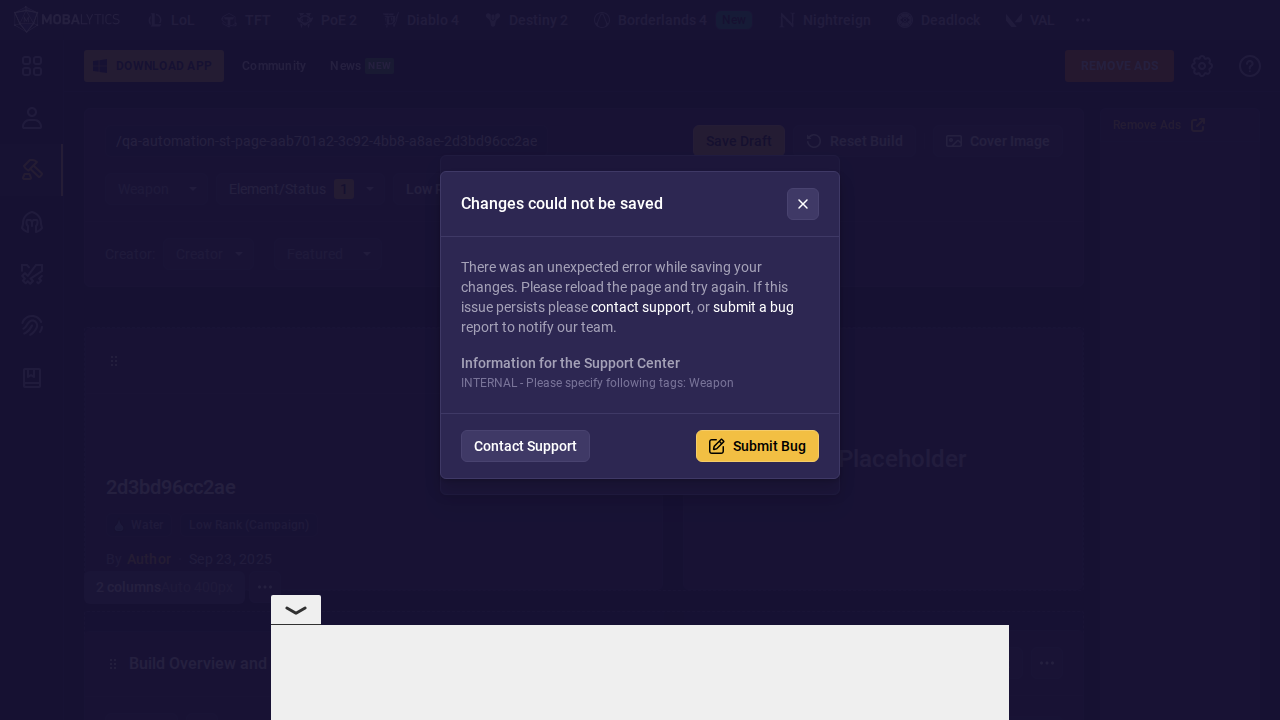 MOBALYTICS LoL TFT PoE 2 Diablo 4 Destiny 2 Borderlands 4 New Nightreign Deadlock VAL
DOWNLOAD APP Community News NEW REMOVE ADS
/qa-automation-st-page-aab701a2-3c92-4bb8-a8ae-2d3bd96cc2ae Save Draft Reset Build Cover Image
Remove Ads
Weapon Element/Status 1 Low R
Changes could not be saved
Creator Creator Featured
There was an unexpected error while saving your
changes. Please reload the page and try again. If this
issue persists please contact support, or submit a bug
report to notify our team.
Information for the Support Center
INTERNAL - Please specify following tags: Weapon
Contact Support Submit Bug
Placeholder
2d3bd96cc2ae
Water Low Rank (Campaign)
By Author Sep 23, 2025
2 columns Auto 400px
Build Overview and